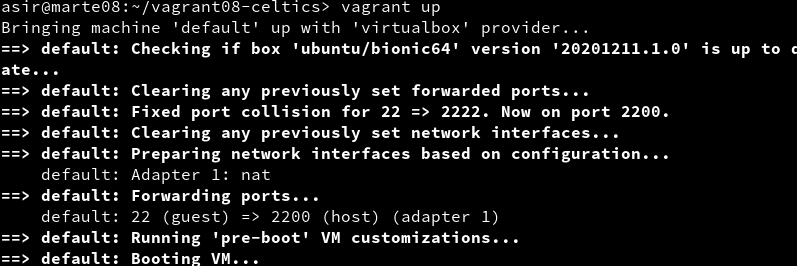 asir@marte08:~/vagrant08-celtics> vagrant up
Bringing machine 'default' up with 'virtualbox' provider...
==> default: Checking if box 'ubuntu/bionic64' version '20201211.1.0' is up to d
ate...
==> default: Clearing any previously set forwarded ports...
==> default: Fixed port collision for 22 => 2222. Now on port 2200.
==> default: Clearing any previously set network interfaces...
==> default: Preparing network interfaces based on configuration...
    default: Adapter 1: nat
==> default: Forwarding ports...
    default: 22 (guest) => 2200 (host) (adapter 1)
==> default: Running 'pre-boot' VM customizations...
==> default: Booting VM...